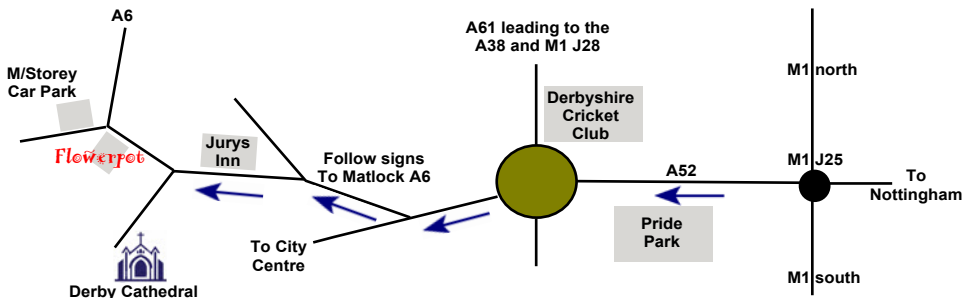 A6
A61 leading to the
A38 and M1 J28
M/Storey
Car Park
M1 north
Derbyshire
Cricket
Club
Flowerpot
Jurys
Inn
Follow signs
To Matlock A6
M1 J25
A52
To
Nottingham
Pride
Park
To City
Centre
M1 south
Derby Cathedral